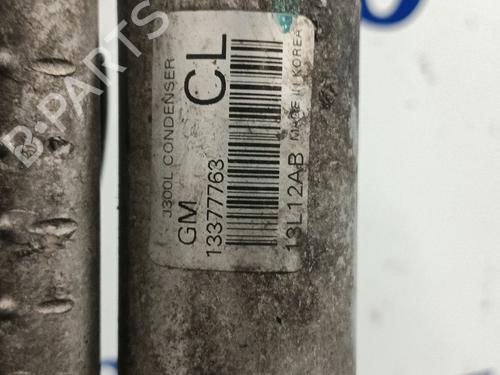 J300L CONDENSER
GM
13377763
CL
13L12AB
MADE IN KOREA
B-PARTS